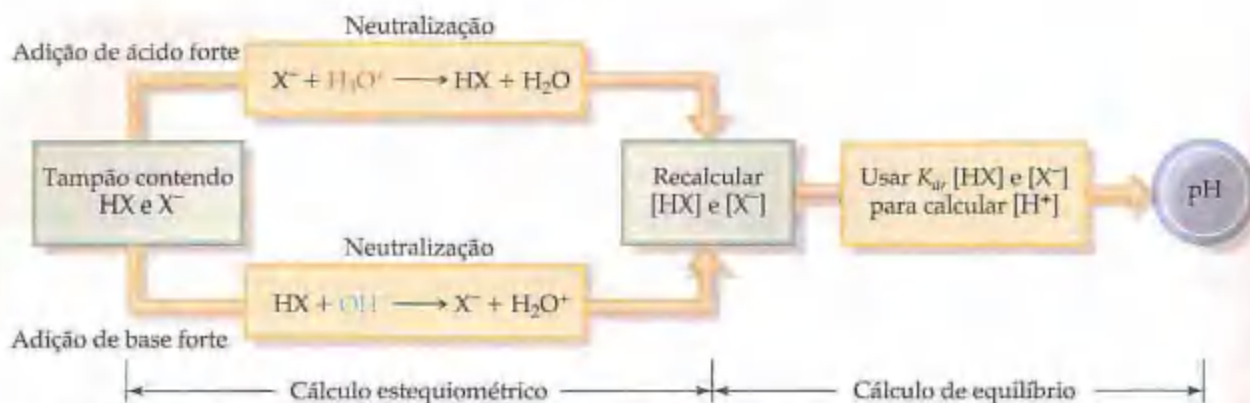 Neutralização
Adição de ácido forte
X⁻ + H₃O⁺ → HX + H₂O
Tampão contendo
HX e X⁻
Recalcular
[HX] e [X⁻]
Usar Kₐ, [HX] e [X⁻]
para calcular [H⁺]
pH
Neutralização
HX + OH → X⁻ + H₂O⁺
Adição de base forte
Cálculo estequiométrico
Cálculo de equilíbrio